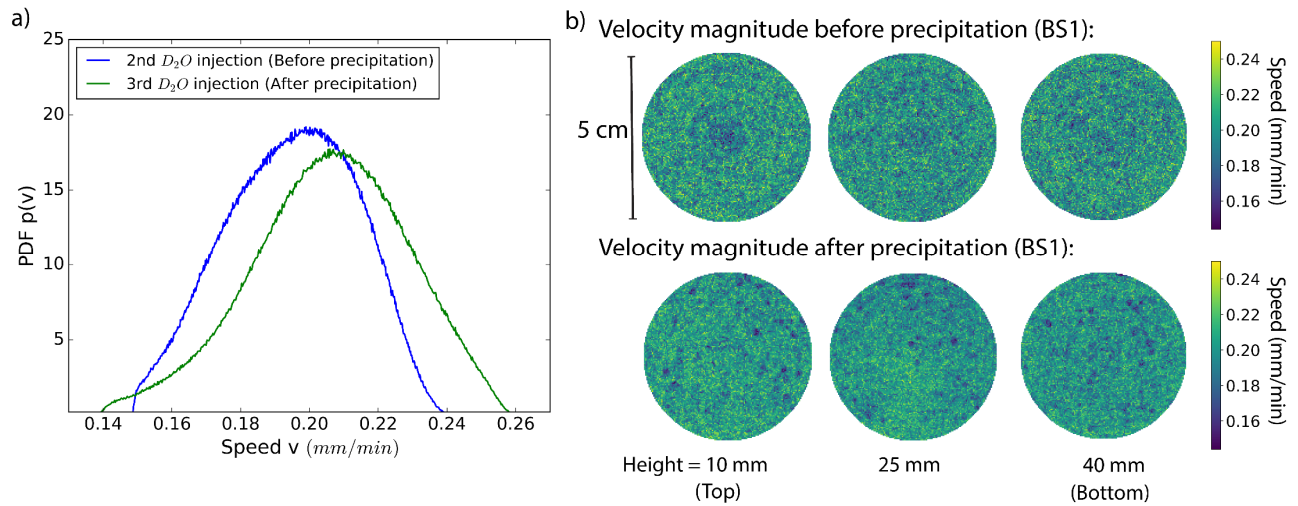 a)
25
20
15
10
5
PDF p(v)
2nd D₂O injection (Before precipitation)
3rd D₂O injection (After precipitation)
0.14 0.16 0.18 0.20 0.22 0.24 0.26
Speed v (mm/min)
b)
Velocity magnitude before precipitation (BS1):
5 cm
0.24
0.22
0.20
0.18
0.16
Speed (mm/min)
Velocity magnitude after precipitation (BS1):
0.24
0.22
0.20
0.18
0.16
Speed (mm/min)
Height = 10 mm 25 mm 40 mm
(Top) (Bottom)